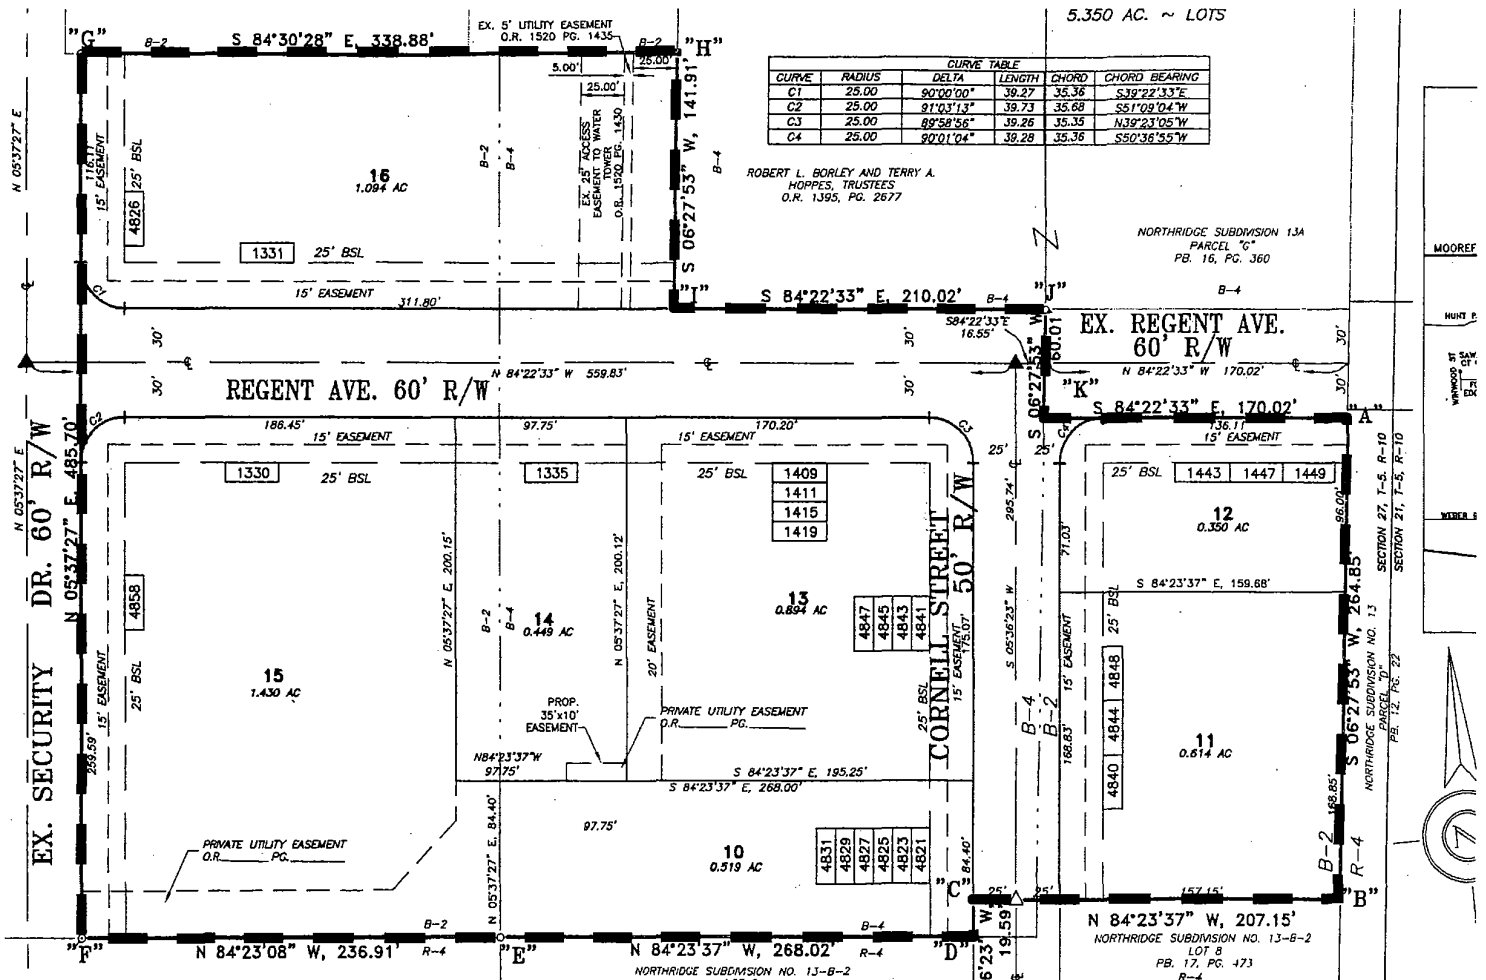 5.350 AC. ~ LOTS
"G"
B-2
S 84°30'28" E, 338.88'
EX. 5' UTILITY EASEMENT
O.R. 1520 PG. 1435
B-2
"H"
25.00'
5.00'
25.00'
CURVE TABLE
CURVE RADIUS DELTA LENGTH CHORD CHORD BEARING
C1 25.00 90°00'00" 39.27 35.36 S39°22'33"E
C2 25.00 91°03'13" 39.73 35.68 S51°09'04"W
C3 25.00 89°58'56" 39.26 35.35 N39°23'05"W
C4 25.00 90°01'04" 39.28 35.36 S50°36'55"W
N 05°37'27" E
116.11'
15' EASEMENT
25' BSL
4826
16
1.094 AC
B-2
B-4
EX. 25' ACCESS
EASEMENT TO WATER
TOWER
O.R. 1520 PG. 1430
S 06°27'53" W, 141.91'
B-4
ROBERT L. BORLEY AND TERRY A.
HOPPES, TRUSTEES
O.R. 1395, PG. 2677
NORTHRIDGE SUBDIVISION 13A
PARCEL "G"
PB. 16, PG. 360
B-4
MOOREF
HUNT P.
1331
25' BSL
15' EASEMENT
311.80'
C1
"I"
S 84°22'33" E, 210.02'
B-4
"J"
S84°22'33"E
16.55'
S 06°27'53" W
60.01
EX. REGENT AVE.
60' R/W
30'
30'
30'
30'
30'
30'
N 84°22'33" W 559.83'
N 84°22'33" W 170.02'
REGENT AVE. 60' R/W
"K"
S 84°22'33" E, 170.02'
"A"
C2
186.45'
15' EASEMENT
97.75'
170.20'
15' EASEMENT
C3
25'
25'
136.11
15' EASEMENT
1330
25' BSL
1335
25' BSL
1409
1411
1415
1419
25' BSL
1443
1447
1449
N 05°37'27" E
EX. SECURITY DR. 60' R/W
N 05°37'27" E, 485.70'
4858
15' EASEMENT
25' BSL
259.59'
15
1.430 AC
N 05°37'27" E, 200.15'
B-2
B-4
14
0.449 AC
N 05°37'27" E, 200.12'
20' EASEMENT
13
0.894 AC
4847
4845
4843
4841
25' BSL
CORNELL STREET 50' R/W
15' EASEMENT
175.07'
295.74'
S 05°36'23" W
B-4
B-2
71.03'
12
0.350 AC
96.00'
S 84°23'37" E, 159.68'
25' BSL
15' EASEMENT
168.83'
4848
4844
4840
11
0.614 AC
S 06°27'53" W, 264.85'
168.85'
NORTHRIDGE SUBDIVISION NO. 13
PARCEL "D"
PB. 12, PG. 22
SECTION 27, T-5, R-10
SECTION 21, T-5, R-10
PROP.
35'x10'
EASEMENT
PRIVATE UTILITY EASEMENT
O.R. PG.
N84°23'37"W
97.75'
S 84°23'37" E, 195.25'
S 84°23'37" E, 268.00'
97.75'
N 05°37'27" E, 84.40'
10
0.519 AC
4831
4829
4827
4825
4823
4821
84.40'
PRIVATE UTILITY EASEMENT
O.R. PG.
B-2
R-4
"C"
25'
25'
157.15'
"B"
N 84°23'37" W, 207.15'
19.59'
"F"
N 84°23'08" W, 236.91'
B-2
R-4
"E"
N 84°23'37" W, 268.02'
B-4
R-4
"D"
NORTHRIDGE SUBDIVISION NO. 13-B-2
NORTHRIDGE SUBDIVISION NO. 13-B-2
LOT 8
PB. 17, PG. 473
R-4